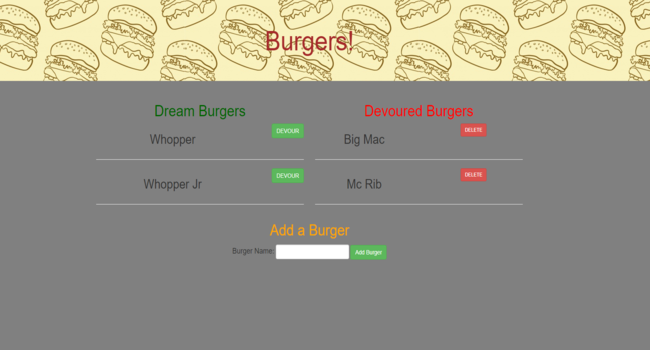 Burgers!
Dream Burgers
Whopper DEVOUR
Whopper Jr DEVOUR
Devoured Burgers
Big Mac DELETE
Mc Rib DELETE
Add a Burger
Burger Name: Add Burger